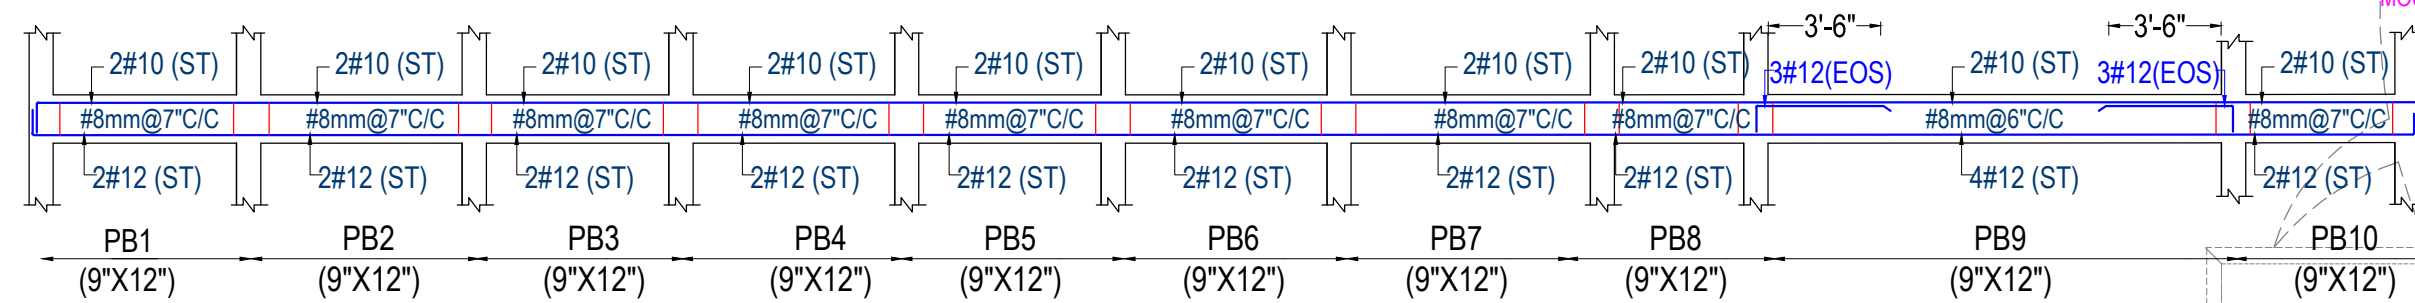 3'-6" 3'-6"
2#10 (ST) 2#10 (ST) 2#10 (ST) 2#10 (ST) 2#10 (ST) 2#10 (ST) 2#10 (ST) 2#10 (ST) 3#12(EOS) 2#10 (ST) 3#12(EOS) 2#10 (ST)
#8mm@7"C/C #8mm@7"C/C #8mm@7"C/C #8mm@7"C/C #8mm@7"C/C #8mm@7"C/C #8mm@7"C/C #8mm@7"C/C #8mm@6"C/C #8mm@7"C/C
2#12 (ST) 2#12 (ST) 2#12 (ST) 2#12 (ST) 2#12 (ST) 2#12 (ST) 2#12 (ST) 2#12 (ST) 4#12 (ST) 2#12 (ST)
PB1 PB2 PB3 PB4 PB5 PB6 PB7 PB8 PB9 PB10
(9"X12") (9"X12") (9"X12") (9"X12") (9"X12") (9"X12") (9"X12") (9"X12") (9"X12") (9"X12")